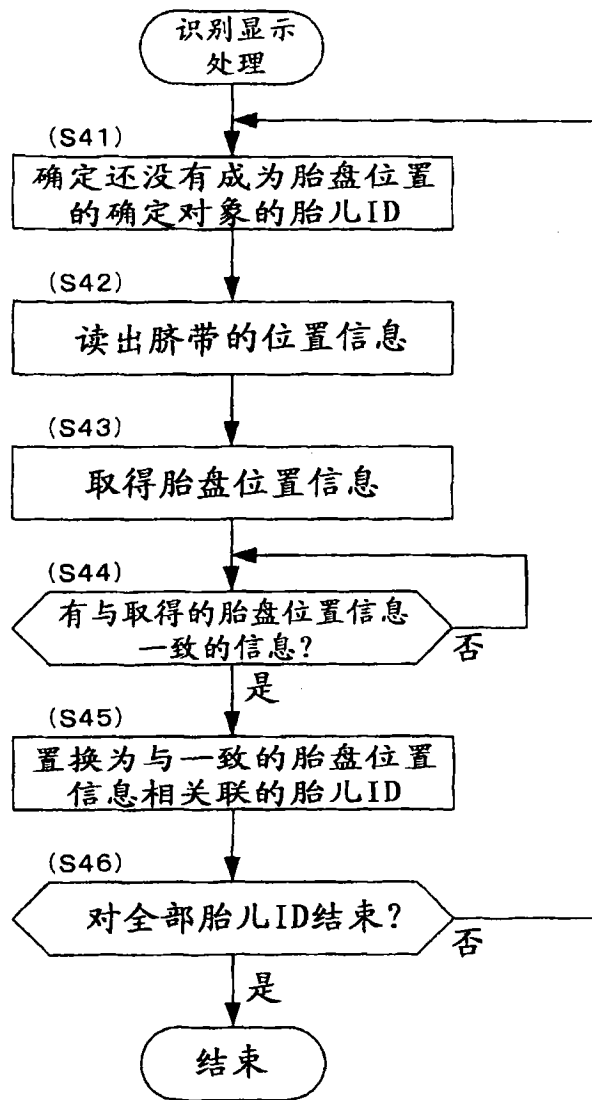 识别显示
处理
(S41)
确定还没有成为胎盘位置
的确定对象的胎儿ID
(S42)
读出脐带的位置信息
(S43)
取得胎盘位置信息
(S44)
有与取得的胎盘位置信息
一致的信息?
否
是
(S45)
置换为与一致的胎盘位置
信息相关联的胎儿ID
(S46)
对全部胎儿ID结束?
否
是
结束